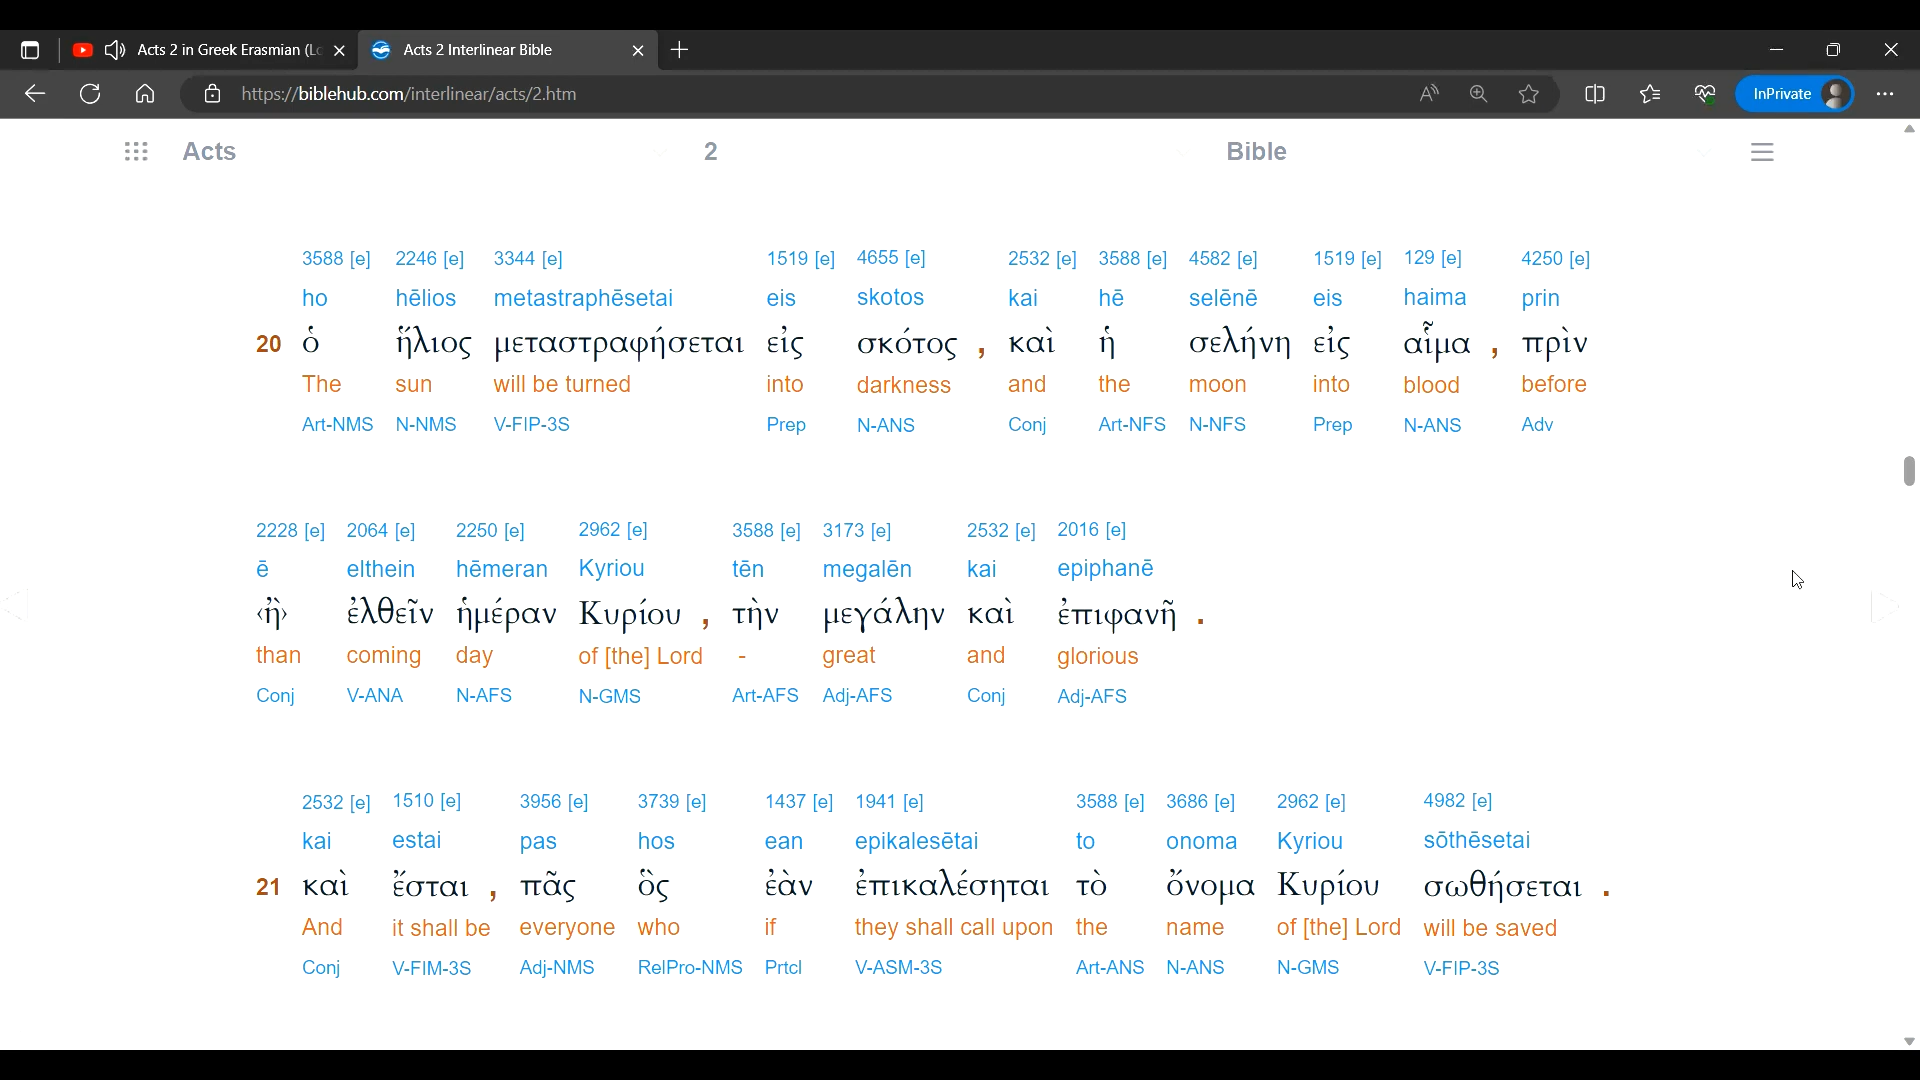 Acts 2 in Greek Erasmian (Lo
Acts 2 Interlinear Bible
https://biblehub.com/interlinear/acts/2.htm
InPrivate
Acts 2 Bible
3588 [e] 2246 [e] 3344 [e] 1519 [e] 4655 [e] 2532 [e] 3588 [e] 4582 [e] 1519 [e] 129 [e] 4250 [e]
ho hēlios metastraphēsetai eis skotos kai hē selēnē eis haima prin
20 ὁ ἥλιος μεταστραφήσεται εἰς σκότος , καὶ ἡ σελήνη εἰς αἷμα , πρὶν
The sun will be turned into darkness and the moon into blood before
Art-NMS N-NMS V-FIP-3S Prep N-ANS Conj Art-NFS N-NFS Prep N-ANS Adv
2228 [e] 2064 [e] 2250 [e] 2962 [e] 3588 [e] 3173 [e] 2532 [e] 2016 [e]
ē elthein hēmeran Kyriou tēn megalēn kai epiphanē
‹ἢ› ἐλθεῖν ἡμέραν Κυρίου , τὴν μεγάλην καὶ ἐπιφανῆ .
than coming day of [the] Lord - great and glorious
Conj V-ANA N-AFS N-GMS Art-AFS Adj-AFS Conj Adj-AFS
2532 [e] 1510 [e] 3956 [e] 3739 [e] 1437 [e] 1941 [e] 3588 [e] 3686 [e] 2962 [e] 4982 [e]
kai estai pas hos ean epikalesētai to onoma Kyriou sōthēsetai
21 καὶ ἔσται , πᾶς ὃς ἐὰν ἐπικαλέσηται τὸ ὄνομα Κυρίου σωθήσεται .
And it shall be everyone who if they shall call upon the name of [the] Lord will be saved
Conj V-FIM-3S Adj-NMS RelPro-NMS Prtcl V-ASM-3S Art-ANS N-ANS N-GMS V-FIP-3S